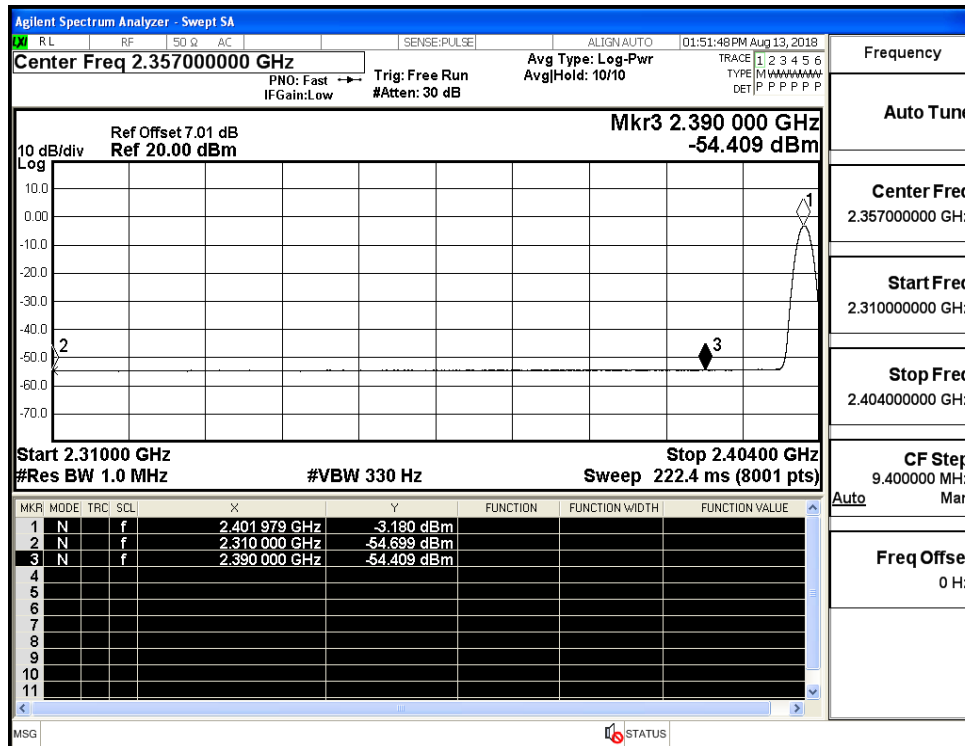 Agilent Spectrum Analyzer - Swept SA
LXI RL RF 50 Ω AC SENSE:PULSE ALIGN AUTO 01:51:48 PM Aug 13, 2018
Center Freq 2.357000000 GHz
PNO: Fast
IFGain:Low
Trig: Free Run
#Atten: 30 dB
Avg Type: Log-Pwr
Avg|Hold: 10/10
TRACE 1 2 3 4 5 6
TYPE M W W W W W
DET P P P P P P
Ref Offset 7.01 dB
10 dB/div Ref 20.00 dBm
Log
Mkr3 2.390 000 GHz
-54.409 dBm
10.0
0.00
-10.0
-20.0
-30.0
-40.0
-50.0
-60.0
-70.0
1
2
3
Start 2.31000 GHz Stop 2.40400 GHz
#Res BW 1.0 MHz #VBW 330 Hz Sweep 222.4 ms (8001 pts)
MKR MODE TRC SCL X Y FUNCTION FUNCTION WIDTH FUNCTION VALUE
1 N f 2.401 979 GHz -3.180 dBm
2 N f 2.310 000 GHz -54.699 dBm
3 N f 2.390 000 GHz -54.409 dBm
4
5
6
7
8
9
10
11
MSG STATUS
Frequency
Auto Tune
Center Freq
2.357000000 GHz
Start Freq
2.310000000 GHz
Stop Freq
2.404000000 GHz
CF Step
9.400000 MHz
Auto Man
Freq Offset
0 Hz